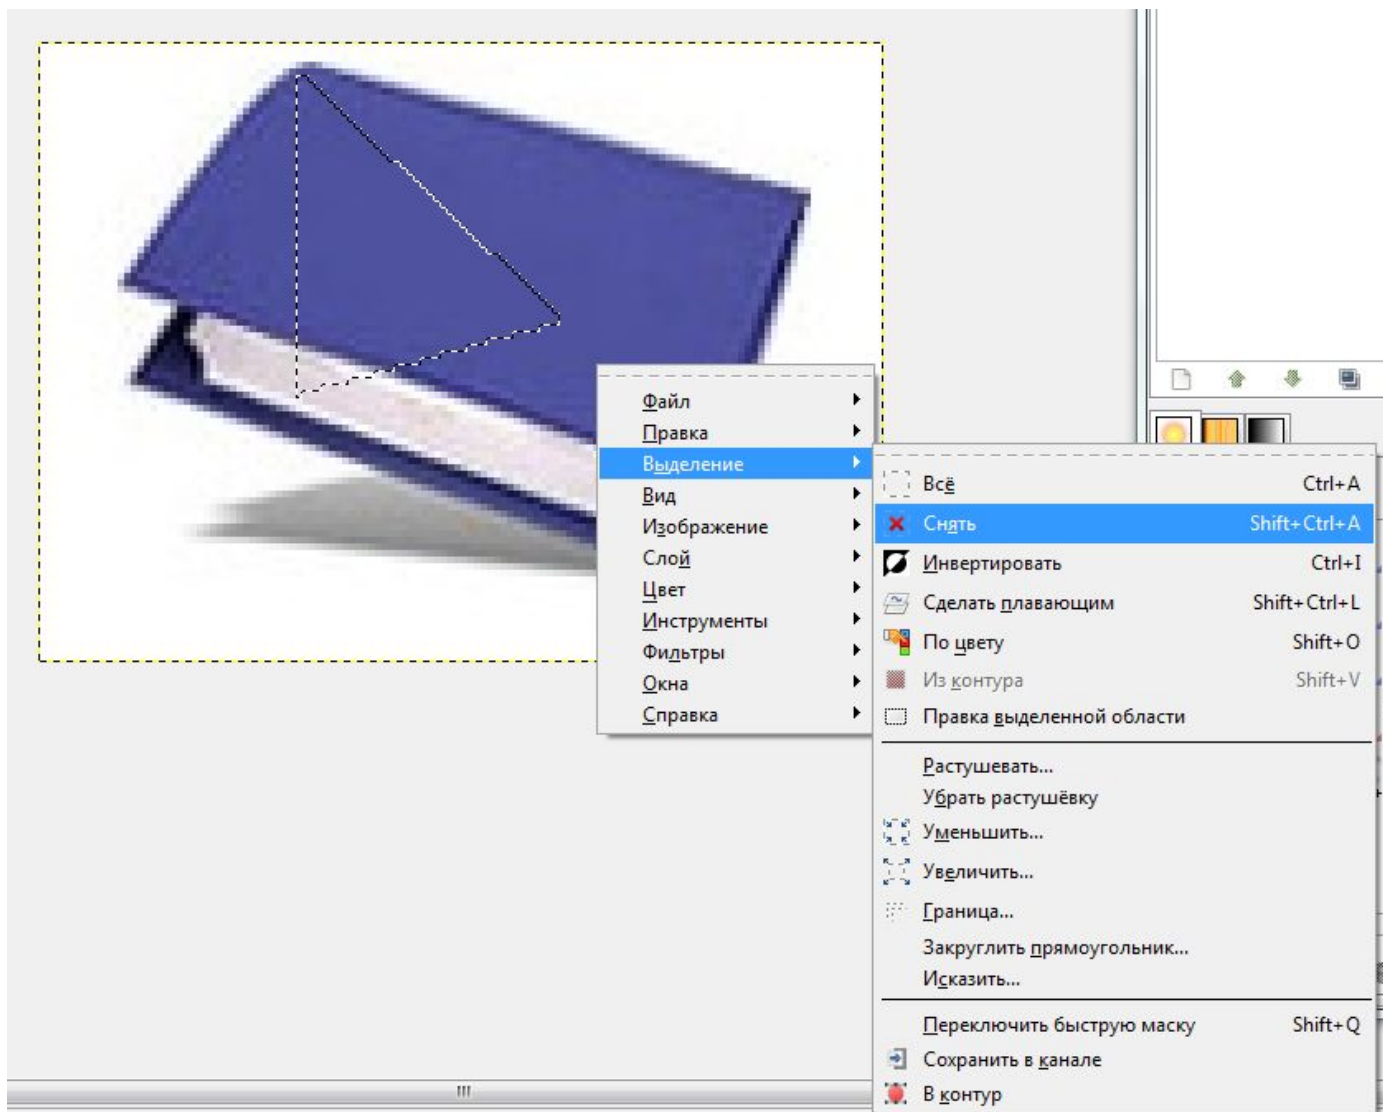 Файл
Правка
Выделение
Вид
Изображение
Слой
Цвет
Инструменты
Фильтры
Окна
Справка
Всё Ctrl+A
Снять Shift+Ctrl+A
Инвертировать Ctrl+I
Сделать плавающим Shift+Ctrl+L
По цвету Shift+O
Из контура Shift+V
Правка выделенной области
Растушевать...
Убрать растушёвку
Уменьшить...
Увеличить...
Граница...
Закруглить прямоугольник...
Исказить...
Переключить быструю маску Shift+Q
Сохранить в канале
В контур